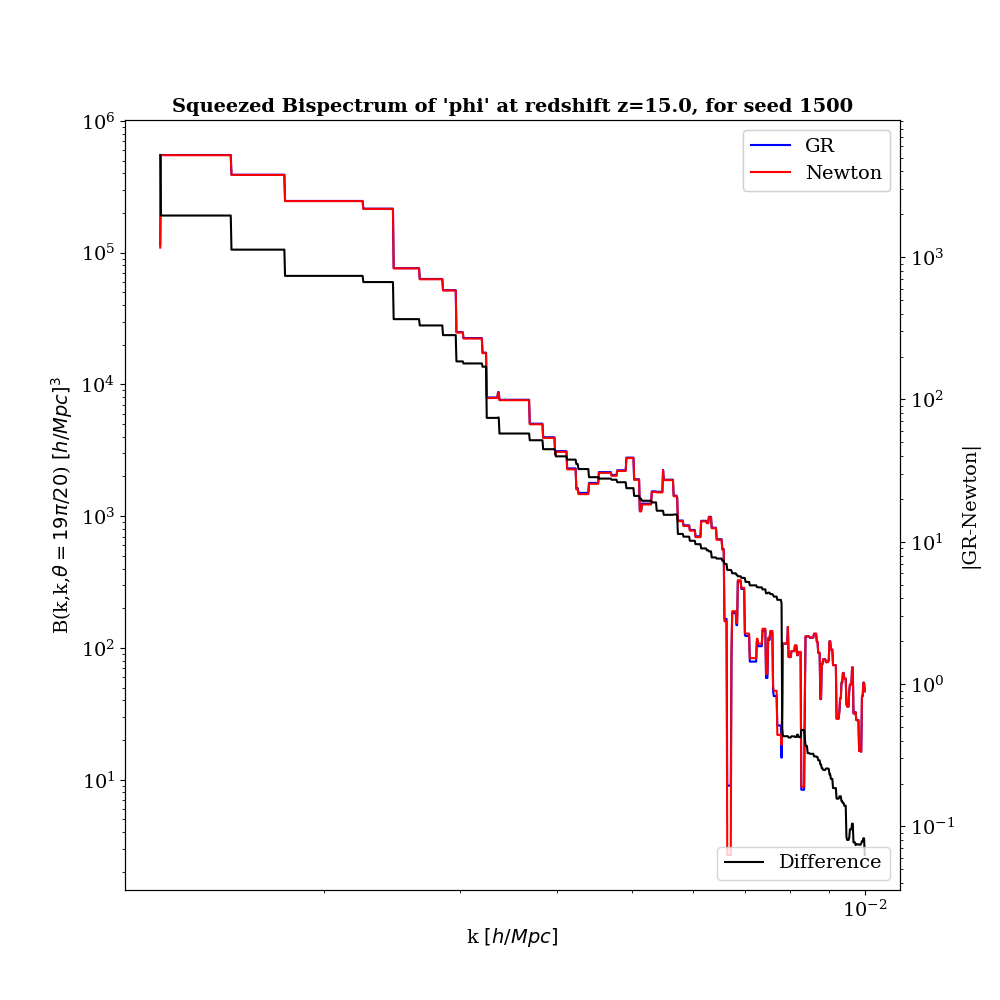 Squeezed Bispectrum of 'phi' at redshift z=15.0, for seed 1500
GR
Newton
10^6
10^5
10^4
10^3
10^2
10^1
B(k,k,θ = 19π/20) [h/Mpc]^3
10^3
10^2
10^1
10^0
10^−1
|GR-Newton|
Difference
10^−2
k [h/Mpc]